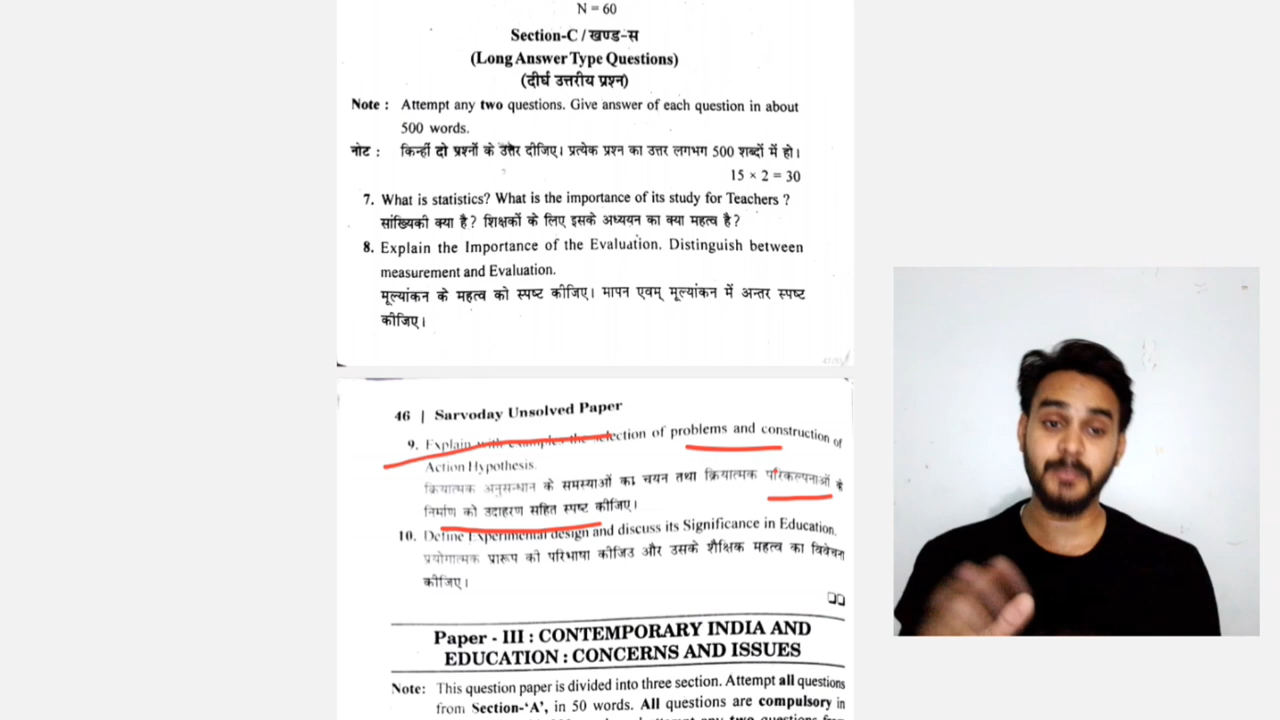 N = 60
Section-C / खण्ड-स
(Long Answer Type Questions)
(दीर्घ उत्तरीय प्रश्न)
Note : Attempt any two questions. Give answer of each question in about
500 words.
नोट : किन्हीं दो प्रश्नों के उत्तर दीजिए। प्रत्येक प्रश्न का उत्तर लगभग 500 शब्दों में हो।
15 × 2 = 30
7. What is statistics? What is the importance of its study for Teachers ?
सांख्यिकी क्या है? शिक्षकों के लिए इसके अध्ययन का क्या महत्व है?
8. Explain the Importance of the Evaluation. Distinguish between
measurement and Evaluation.
मूल्यांकन के महत्व को स्पष्ट कीजिए। मापन एवम् मूल्यांकन में अन्तर स्पष्ट
कीजिए।
46 | Sarvoday Unsolved Paper
9. Explain with examples the selection of problems and construction of
Action Hypothesis.
क्रियात्मक अनुसन्धान के समस्याओं का चयन तथा क्रियात्मक परिकल्पनाओं के
निर्माण को उदाहरण सहित स्पष्ट कीजिए।
10. Define Experimental design and discuss its Significance in Education.
प्रयोगात्मक प्रारूप की परिभाषा कीजिउ और उसके शैक्षिक महत्व का विवेचन
कीजिए।
Paper - III : CONTEMPORARY INDIA AND
EDUCATION : CONCERNS AND ISSUES
Note: This question paper is divided into three section. Attempt all questions
from Section-‘A’, in 50 words. All questions are compulsory in